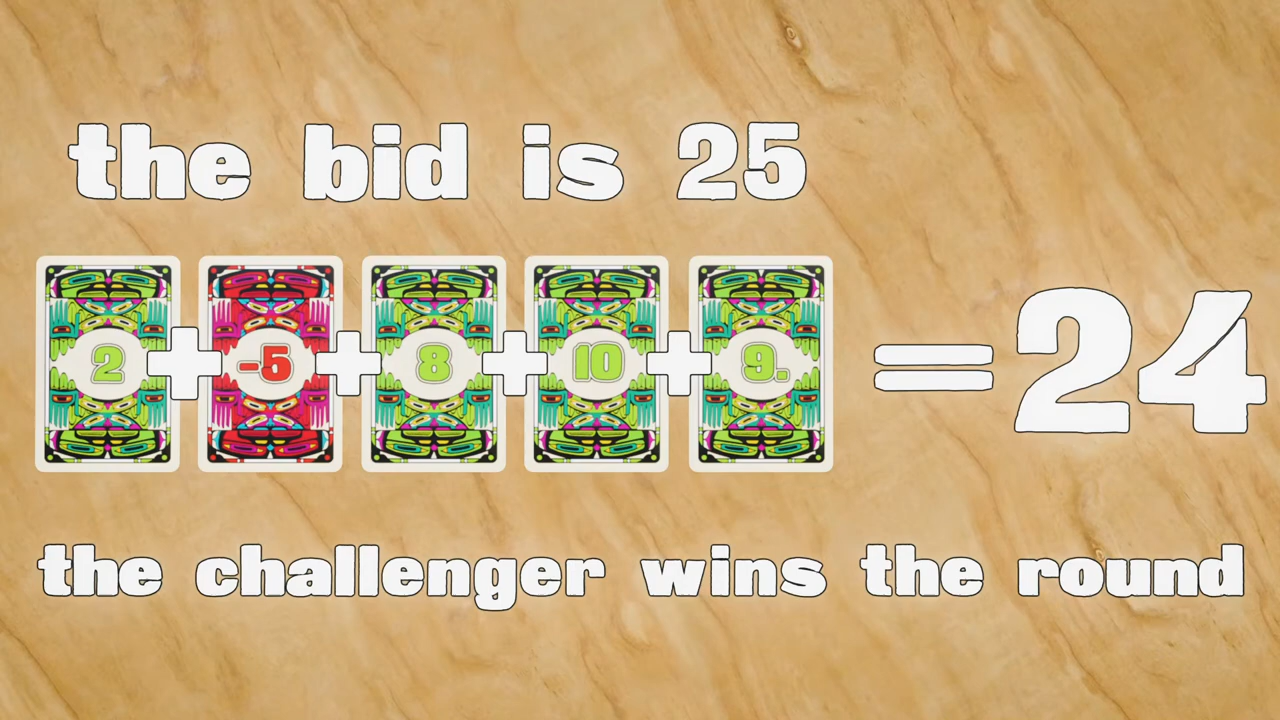 the bid is 25
2 + -5 + 8 + 10 + 9. = 24
the challenger wins the round